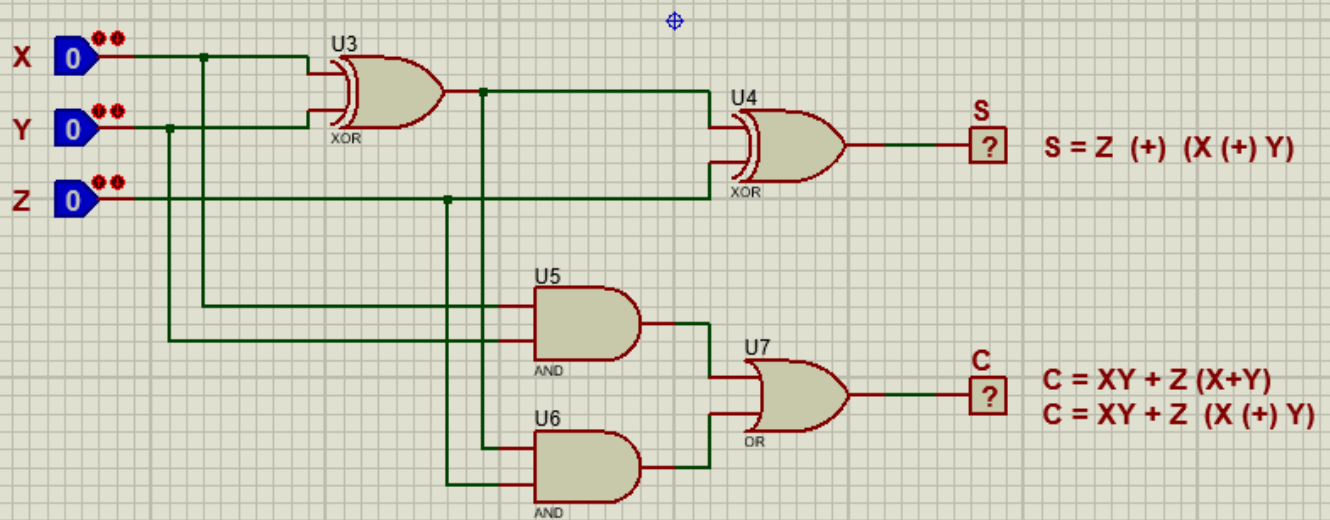 X 0
U3
XOR
Y 0
Z 0
U4
XOR
S
?
S = Z (+) (X (+) Y)
U5
AND
U6
AND
U7
OR
C
?
C = XY + Z (X+Y)
C = XY + Z (X (+) Y)